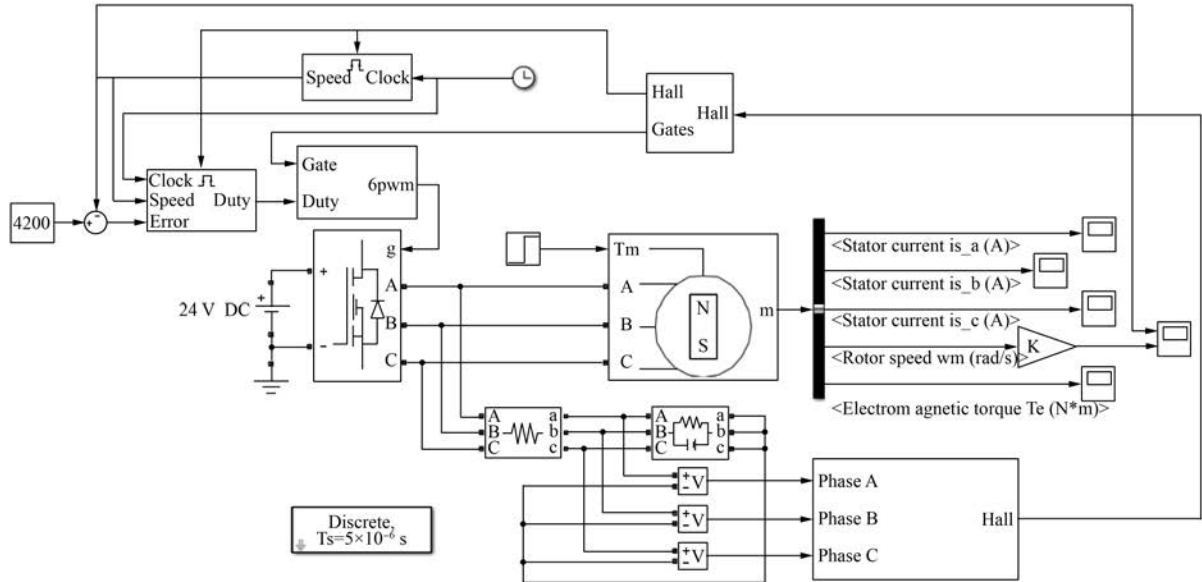 Speed Clock
Hall
Gates
Hall
Clock
Speed
Error
Duty
Gate
Duty
6pwm
4200
+
-
24 V DC
+
+
-
g
A
B
C
Tm
A
B
C
N
S
m
<Stator current is_a (A)>
<Stator current is_b (A)>
<Stator current is_c (A)>
<Rotor speed wm (rad/s)>
K
<Electrom agnetic torque Te (N*m)>
A a
B b
C c
A a
B b
C c
+
- V
+
- V
+
- V
Phase A
Phase B
Phase C
Hall
Discrete,
Ts=5×10⁻⁶ s